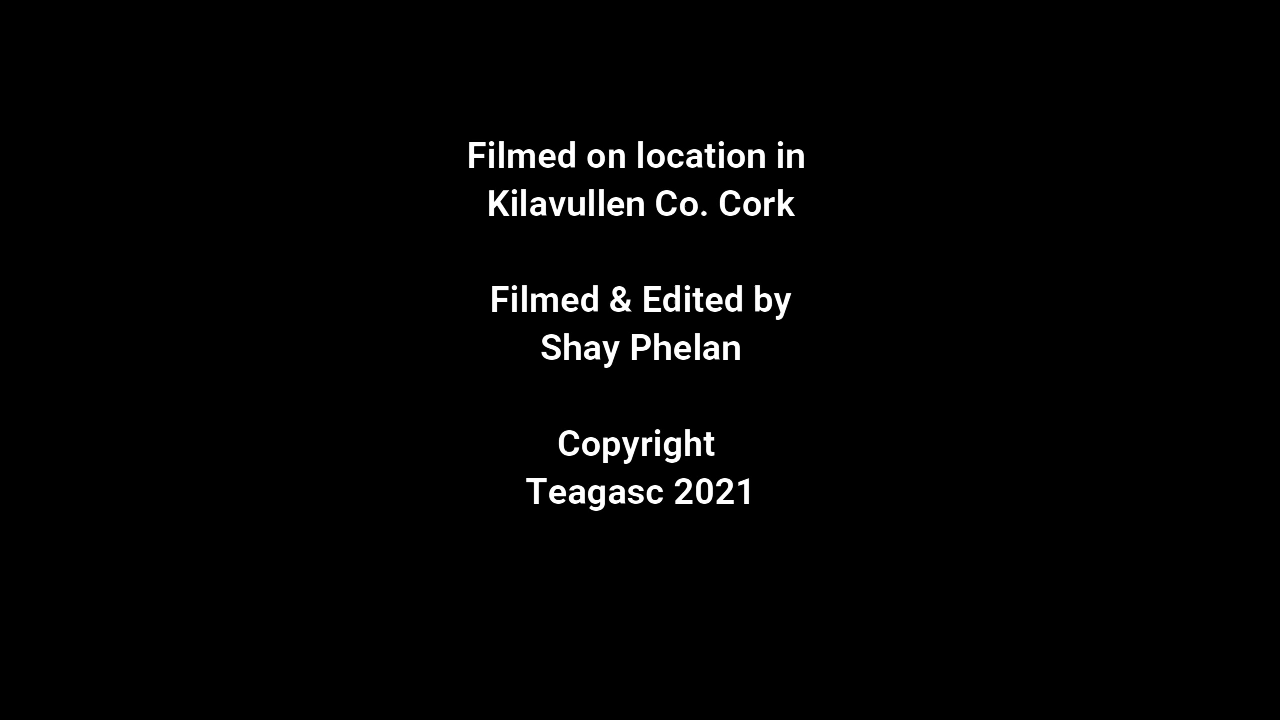 Filmed on location in
Kilavullen Co. Cork
Filmed & Edited by
Shay Phelan
Copyright
Teagasc 2021